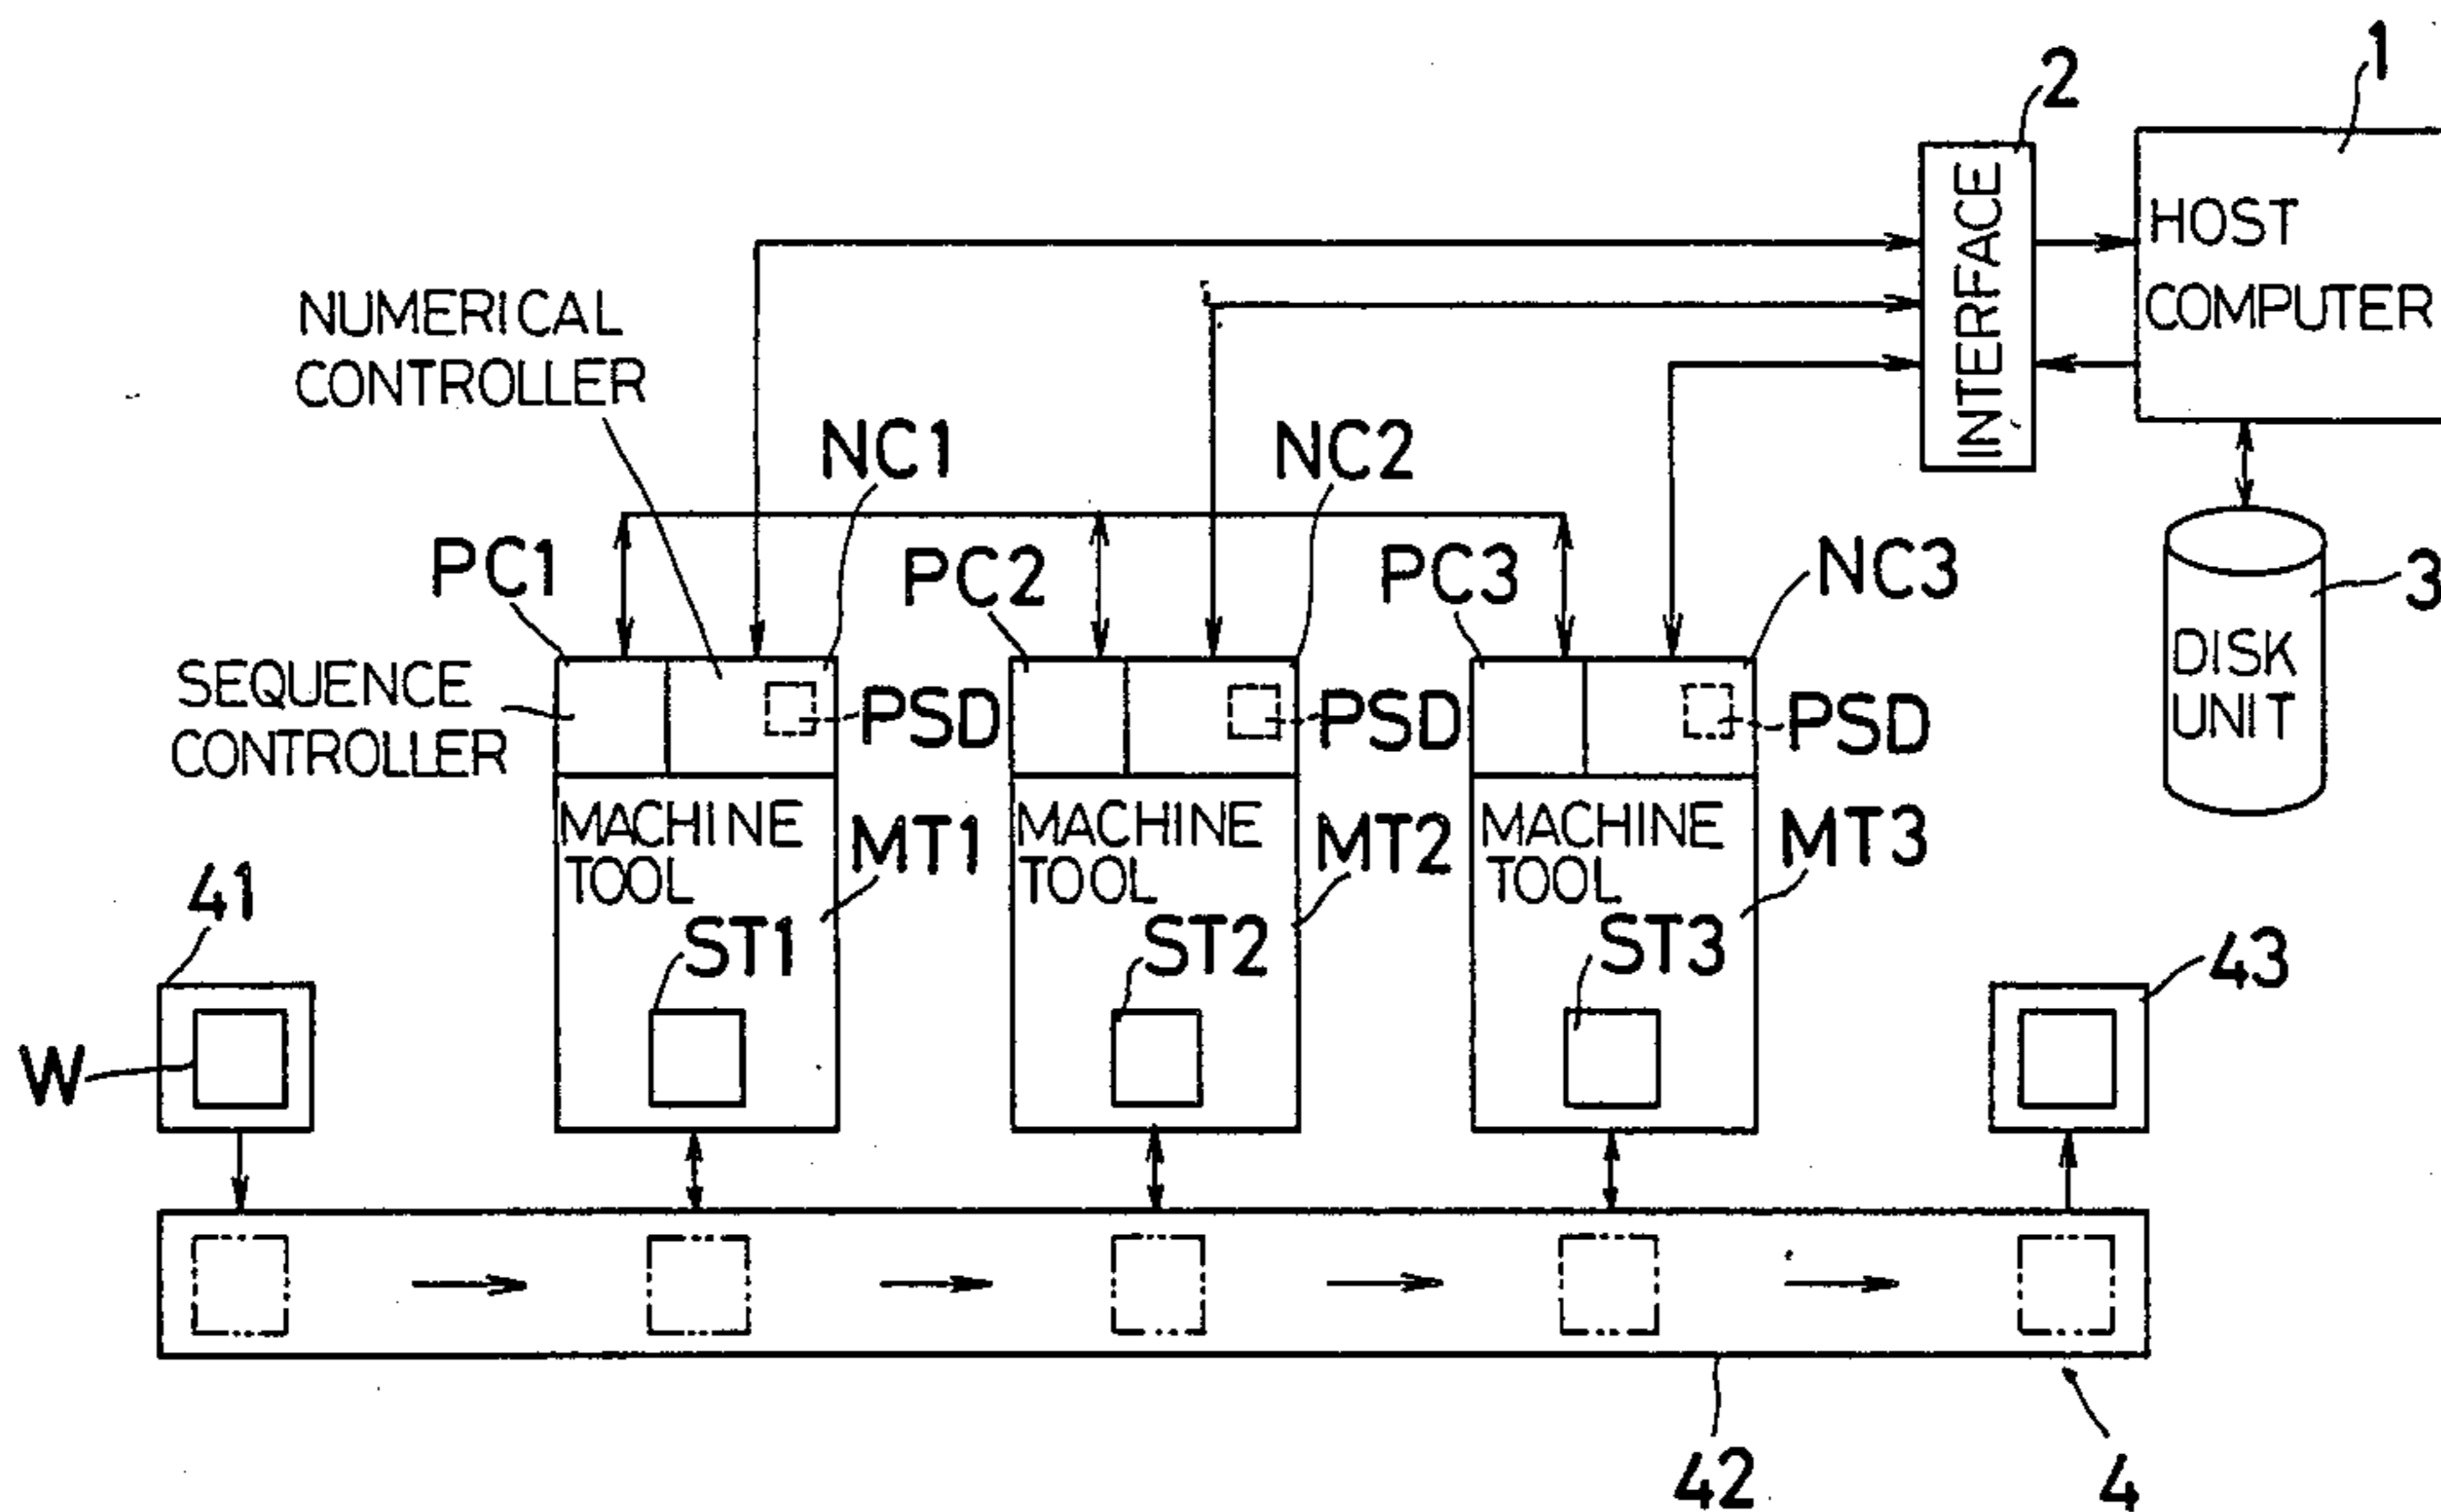 1
2
HOST
COMPUTER
INTERFACE
NUMERICAL
CONTROLLER
NC1
NC2
PC1
PC2
PC3
NC3
3
DISK
UNIT
SEQUENCE
CONTROLLER
PSD
PSD
PSD
MACHINE
TOOL
MT1
MACHINE
TOOL
MT2
MACHINE
TOOL
MT3
41
ST1
ST2
ST3
43
W
42
4